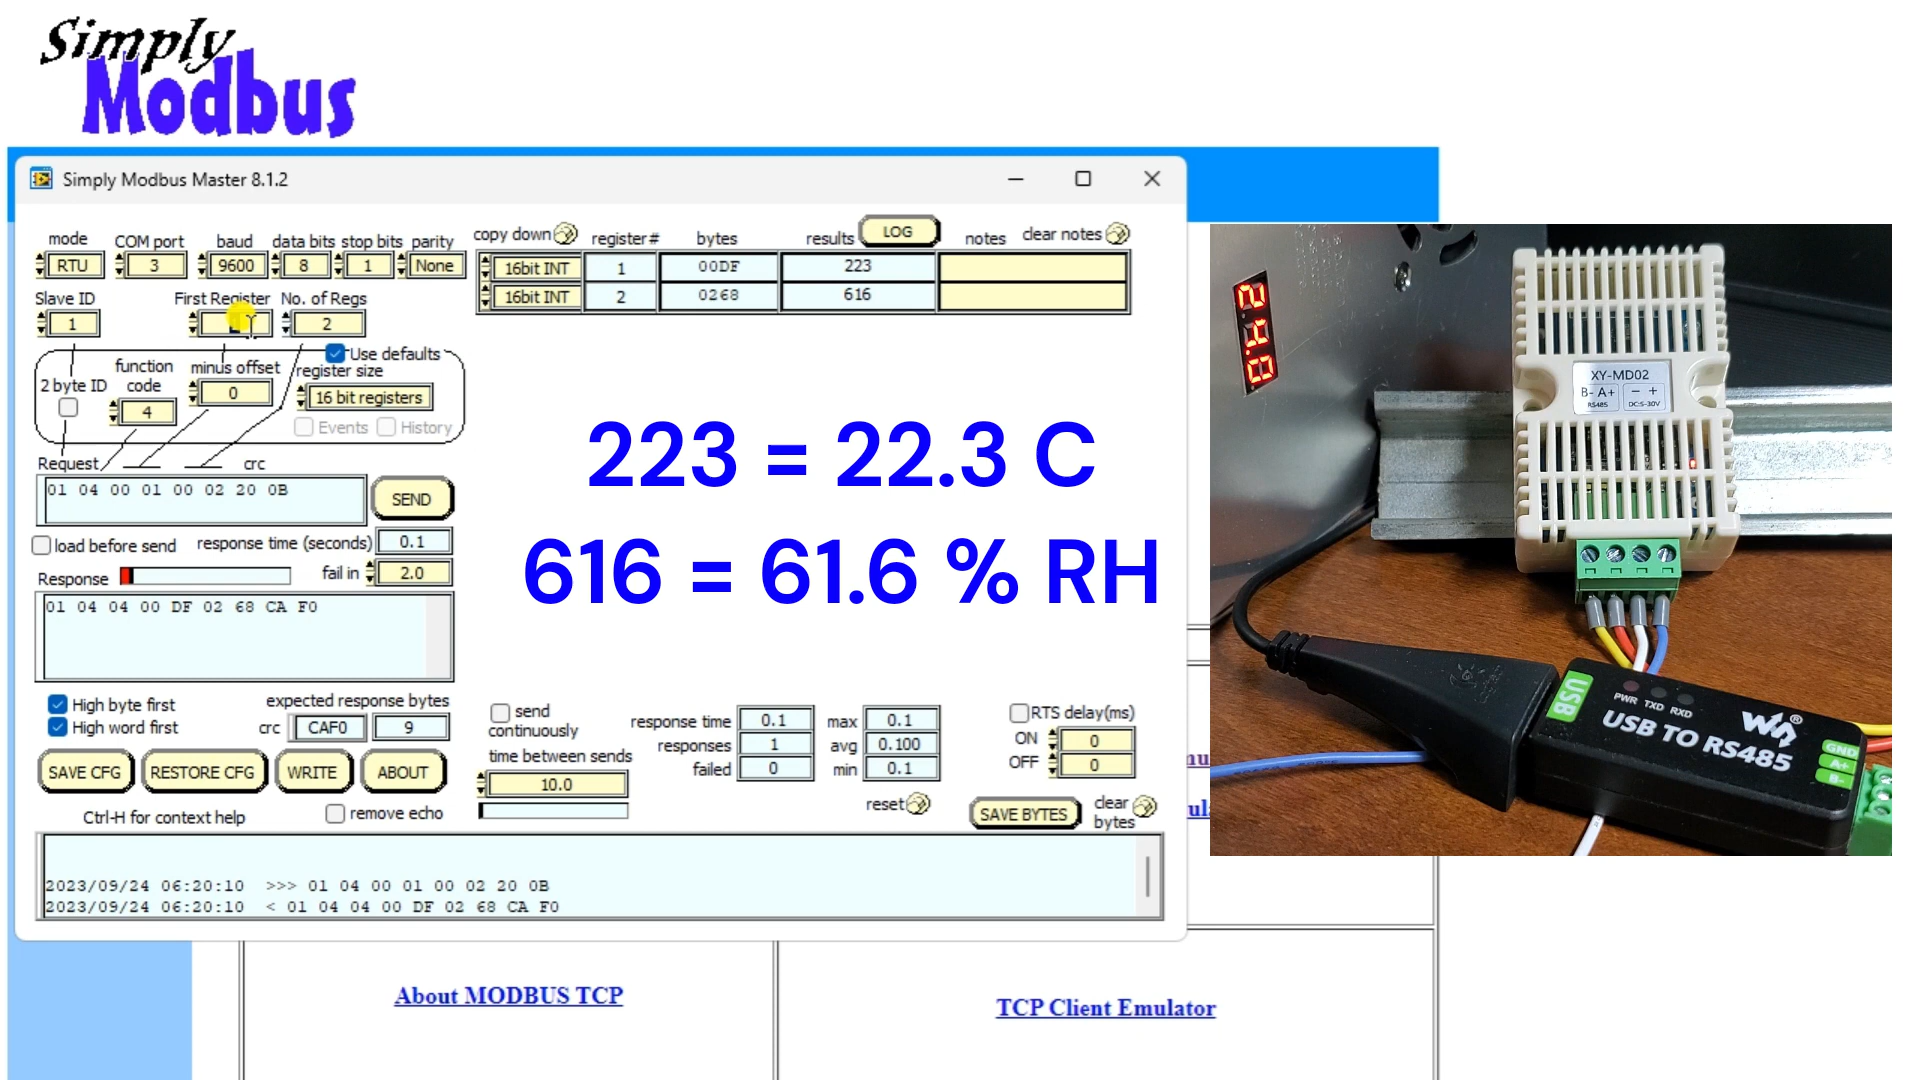 Simply
Modbus
Simply Modbus Master 8.1.2
mode COM port baud data bits stop bits parity
RTU 3 9600 8 1 None
Slave ID First Register No. of Regs
1 2
Use defaults
function code
minus offset
register size
2 byte ID
4 0 16 bit registers
Events History
Request crc
01 04 00 01 00 02 20 0B
SEND
load before send response time (seconds) 0.1
Response fail in 2.0
01 04 04 00 DF 02 68 CA F0
High byte first expected response bytes
High word first crc CAF0 9
SAVE CFG RESTORE CFG WRITE ABOUT
Ctrl-H for context help remove echo
copy down register# bytes results LOG notes clear notes
16bit INT 1 00DF 223
16bit INT 2 0268 616
223 = 22.3 C
616 = 61.6 % RH
send continuously
time between sends
10.0
response time 0.1 max 0.1
responses 1 avg 0.100
failed 0 min 0.1
reset
RTS delay(ms)
ON 0
OFF 0
SAVE BYTES clear bytes
2023/09/24 06:20:10 >>> 01 04 00 01 00 02 20 0B
2023/09/24 06:20:10 < 01 04 04 00 DF 02 68 CA F0
About MODBUS TCP
TCP Client Emulator
XY-MD02
B- A+ − +
RS485 DC:5-30V
USB
PWR TXD RXD
USB TO RS485
GND
A+
B-